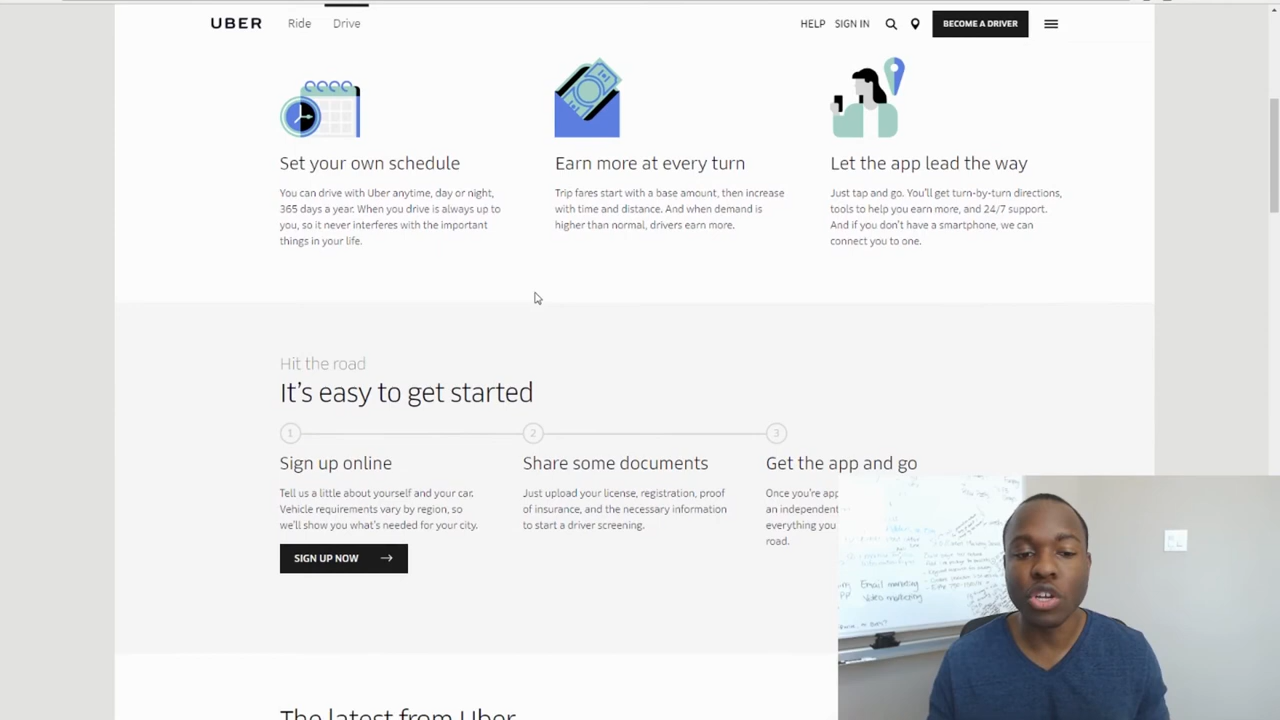 UBER Ride Drive HELP SIGN IN BECOME A DRIVER
Set your own schedule
You can drive with Uber anytime, day or night,
365 days a year. When you drive is always up to
you, so it never interferes with the important
things in your life.
Earn more at every turn
Trip fares start with a base amount, then increase
with time and distance. And when demand is
higher than normal, drivers earn more.
Let the app lead the way
Just tap and go. You'll get turn-by-turn directions,
tools to help you earn more, and 24/7 support.
And if you don't have a smartphone, we can
connect you to one.
Hit the road
It's easy to get started
1
Sign up online
Tell us a little about yourself and your car.
Vehicle requirements vary by region, so
we'll show you what's needed for your city.
SIGN UP NOW
2
Share some documents
Just upload your license, registration, proof
of insurance, and the necessary information
to start a driver screening.
3
Get the app and go
Once you're app
an independent
everything you
road.
Email marketing
Video marketing
The latest from Uber